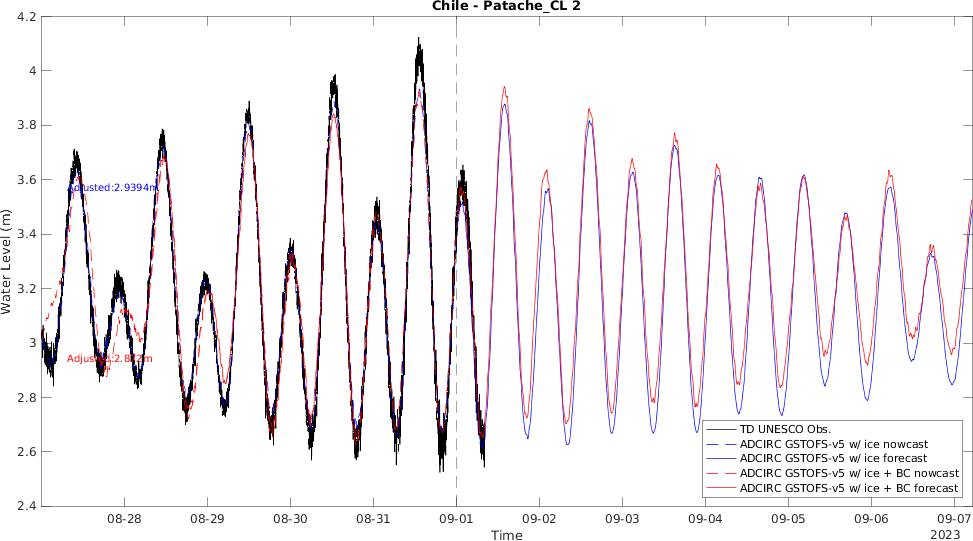 Chile - Patache_CL 2
4.2
4
3.8
3.6
3.4
3.2
3
2.8
2.6
2.4
Water Level (m)
Adjusted:2.9394m
TD UNESCO Obs.
ADCIRC GSTOFS-v5 w/ ice nowcast
ADCIRC GSTOFS-v5 w/ ice forecast
ADCIRC GSTOFS-v5 w/ ice + BC nowcast
ADCIRC GSTOFS-v5 w/ ice + BC forecast
08-28
08-29
08-30
08-31
09-01
09-02
09-03
09-04
09-05
09-06
09-07
Time
2023